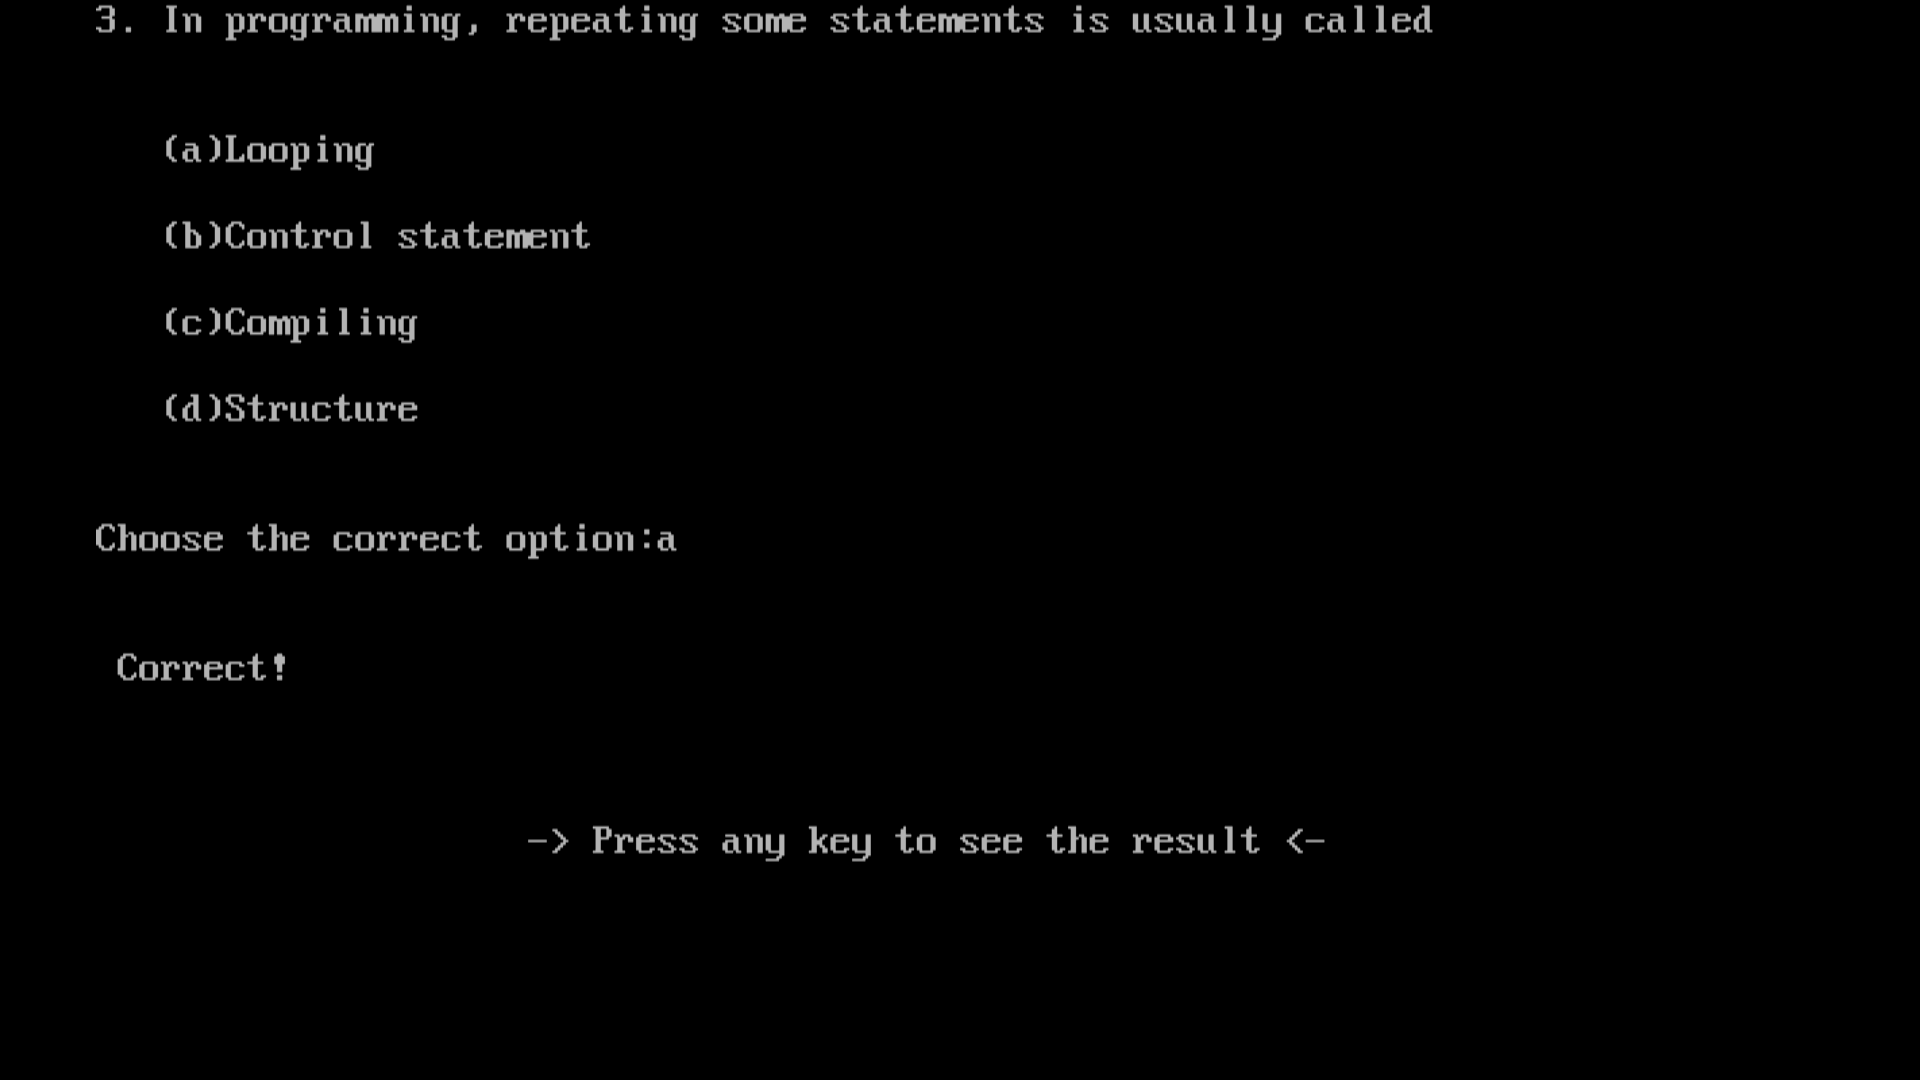 3. In programming, repeating some statements is usually called
(a)Looping
(b)Control statement
(c)Compiling
(d)Structure
Choose the correct option:a
Correct!
-> Press any key to see the result <-